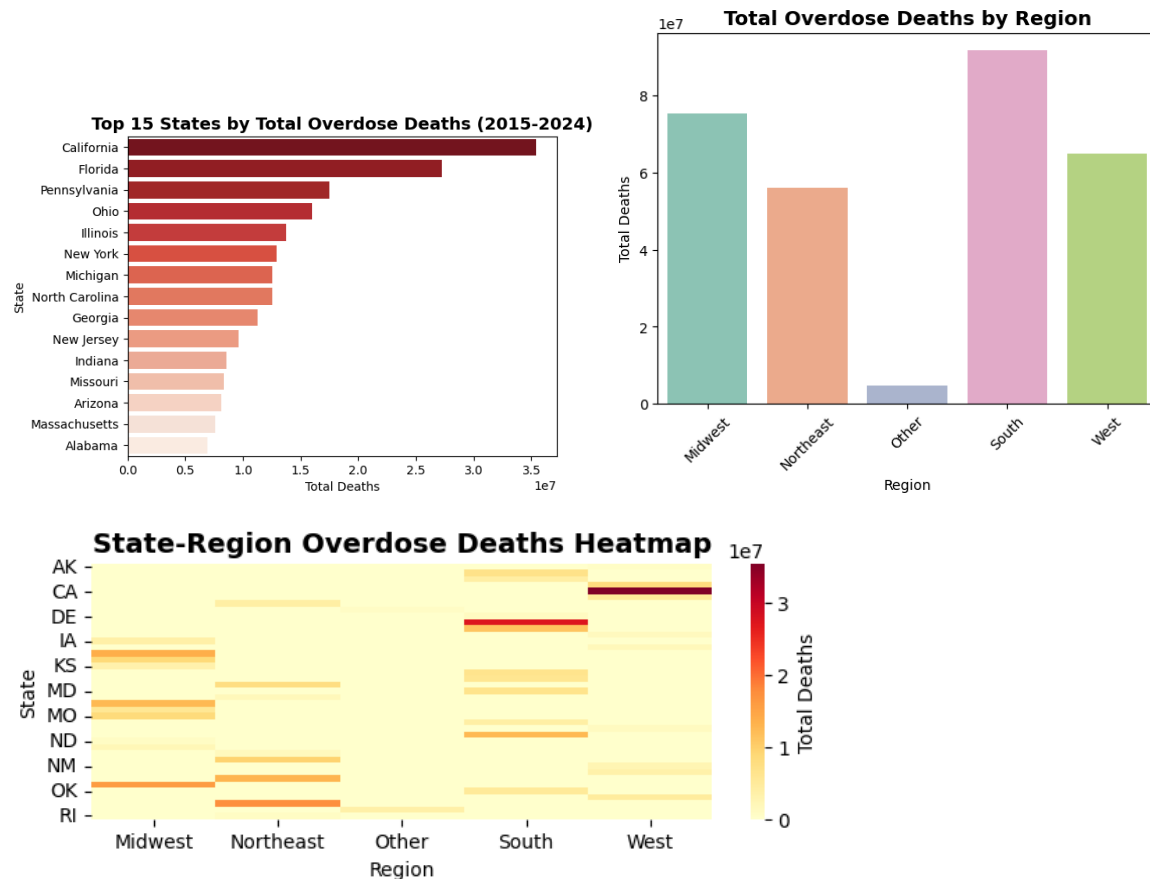 Top 15 States by Total Overdose Deaths (2015-2024)
State
California
Florida
Pennsylvania
Ohio
Illinois
New York
Michigan
North Carolina
Georgia
New Jersey
Indiana
Missouri
Arizona
Massachusetts
Alabama
0.0 0.5 1.0 1.5 2.0 2.5 3.0 3.5
1e7
Total Deaths
Total Overdose Deaths by Region
1e7
Total Deaths
8
6
4
2
0
Midwest Northeast Other South West
Region
State-Region Overdose Deaths Heatmap
State
AK
CA
DE
IA
KS
MD
MO
ND
NM
OK
RI
Midwest Northeast Other South West
Region
1e7
3
2
1
0
Total Deaths